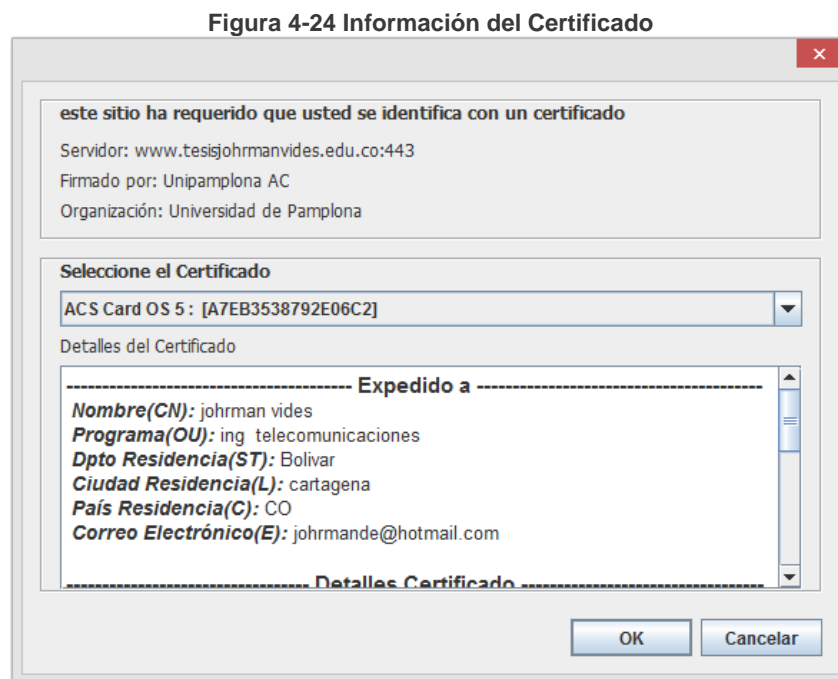 Figura 4-24 Información del Certificado
este sitio ha requerido que usted se identifica con un certificado
Servidor: www.tesisjohrmanvides.edu.co:443
Firmado por: Unipamplona AC
Organización: Universidad de Pamplona
Seleccione el Certificado
ACS Card OS 5 : [A7EB3538792E06C2]
Detalles del Certificado
---------------------------------------- Expedido a ----------------------------------------
Nombre(CN): johrman vides
Programa(OU): ing telecomunicaciones
Dpto Residencia(ST): Bolivar
Ciudad Residencia(L): cartagena
País Residencia(C): CO
Correo Electrónico(E): johrmande@hotmail.com
---------------------------------- Detalles Certificado ----------------------------------
OK Cancelar